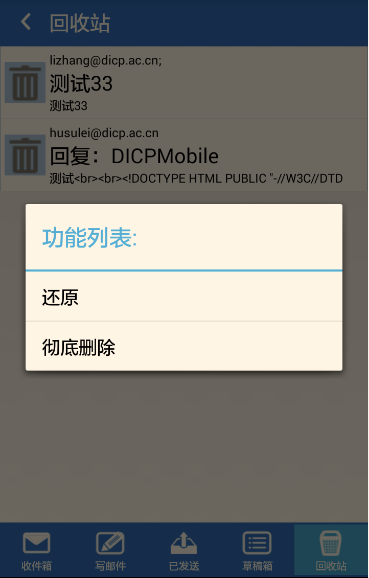 回收站
lizhang@dicp.ac.cn;
测试33
测试33
husulei@dicp.ac.cn
回复：DICPMobile
测试<br><br><!DOCTYPE HTML PUBLIC "-//W3C//DTD
功能列表:
还原
彻底删除
收件箱 写邮件 已发送 草稿箱 回收站